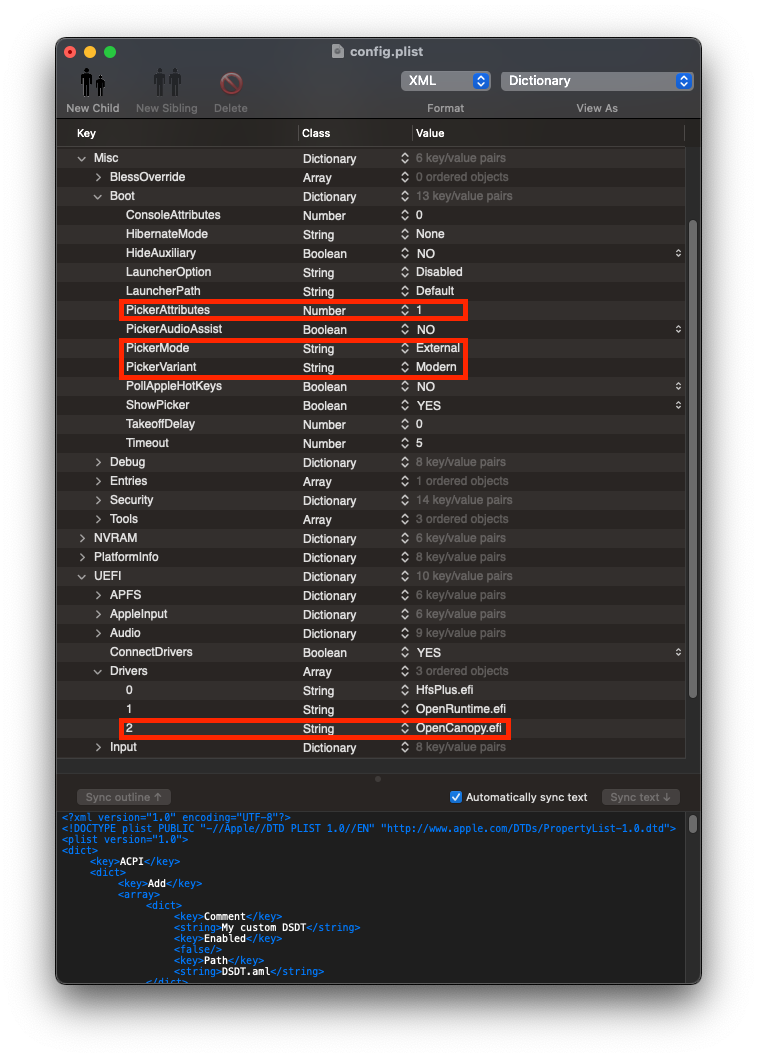 config.plist
XML
Dictionary
New Child New Sibling Delete Format View As
Key Class Value
Misc Dictionary 6 key/value pairs
BlessOverride Array 0 ordered objects
Boot Dictionary 13 key/value pairs
ConsoleAttributes Number 0
HibernateMode String None
HideAuxiliary Boolean NO
LauncherOption String Disabled
LauncherPath String Default
PickerAttributes Number 1
PickerAudioAssist Boolean NO
PickerMode String External
PickerVariant String Modern
PollAppleHotKeys Boolean NO
ShowPicker Boolean YES
TakeoffDelay Number 0
Timeout Number 5
Debug Dictionary 8 key/value pairs
Entries Array 1 ordered objects
Security Dictionary 14 key/value pairs
Tools Array 3 ordered objects
NVRAM Dictionary 6 key/value pairs
PlatformInfo Dictionary 8 key/value pairs
UEFI Dictionary 10 key/value pairs
APFS Dictionary 6 key/value pairs
AppleInput Dictionary 6 key/value pairs
Audio Dictionary 9 key/value pairs
ConnectDrivers Boolean YES
Drivers Array 3 ordered objects
0 String HfsPlus.efi
1 String OpenRuntime.efi
2 String OpenCanopy.efi
Input Dictionary 8 key/value pairs
Sync outline ↑ Automatically sync text Sync text ↓
<?xml version="1.0" encoding="UTF-8"?>
<!DOCTYPE plist PUBLIC "-//Apple//DTD PLIST 1.0//EN" "http://www.apple.com/DTDs/PropertyList-1.0.dtd">
<plist version="1.0">
<dict>
<key>ACPI</key>
<dict>
<key>Add</key>
<array>
<dict>
<key>Comment</key>
<string>My custom DSDT</string>
<key>Enabled</key>
<false/>
<key>Path</key>
<string>DSDT.aml</string>
</dict>